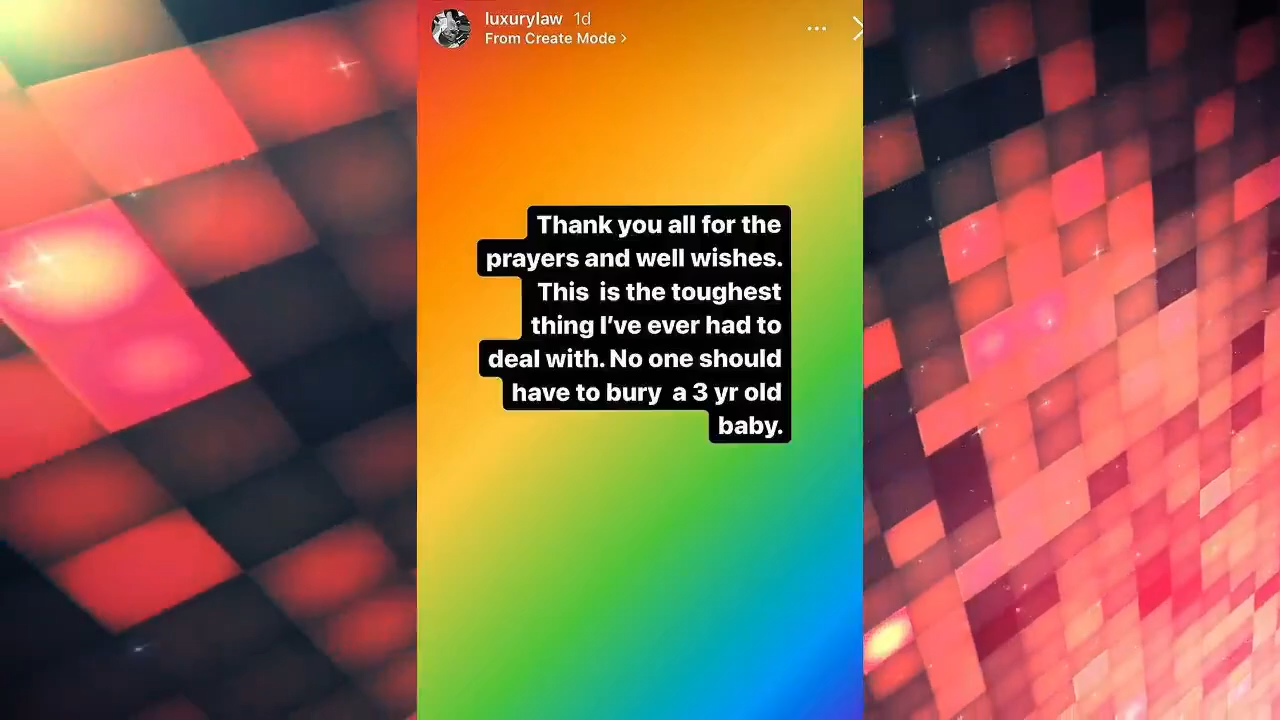 luxurylaw 1d
From Create Mode >
Thank you all for the
prayers and well wishes.
This is the toughest
thing I’ve ever had to
deal with. No one should
have to bury a 3 yr old
baby.